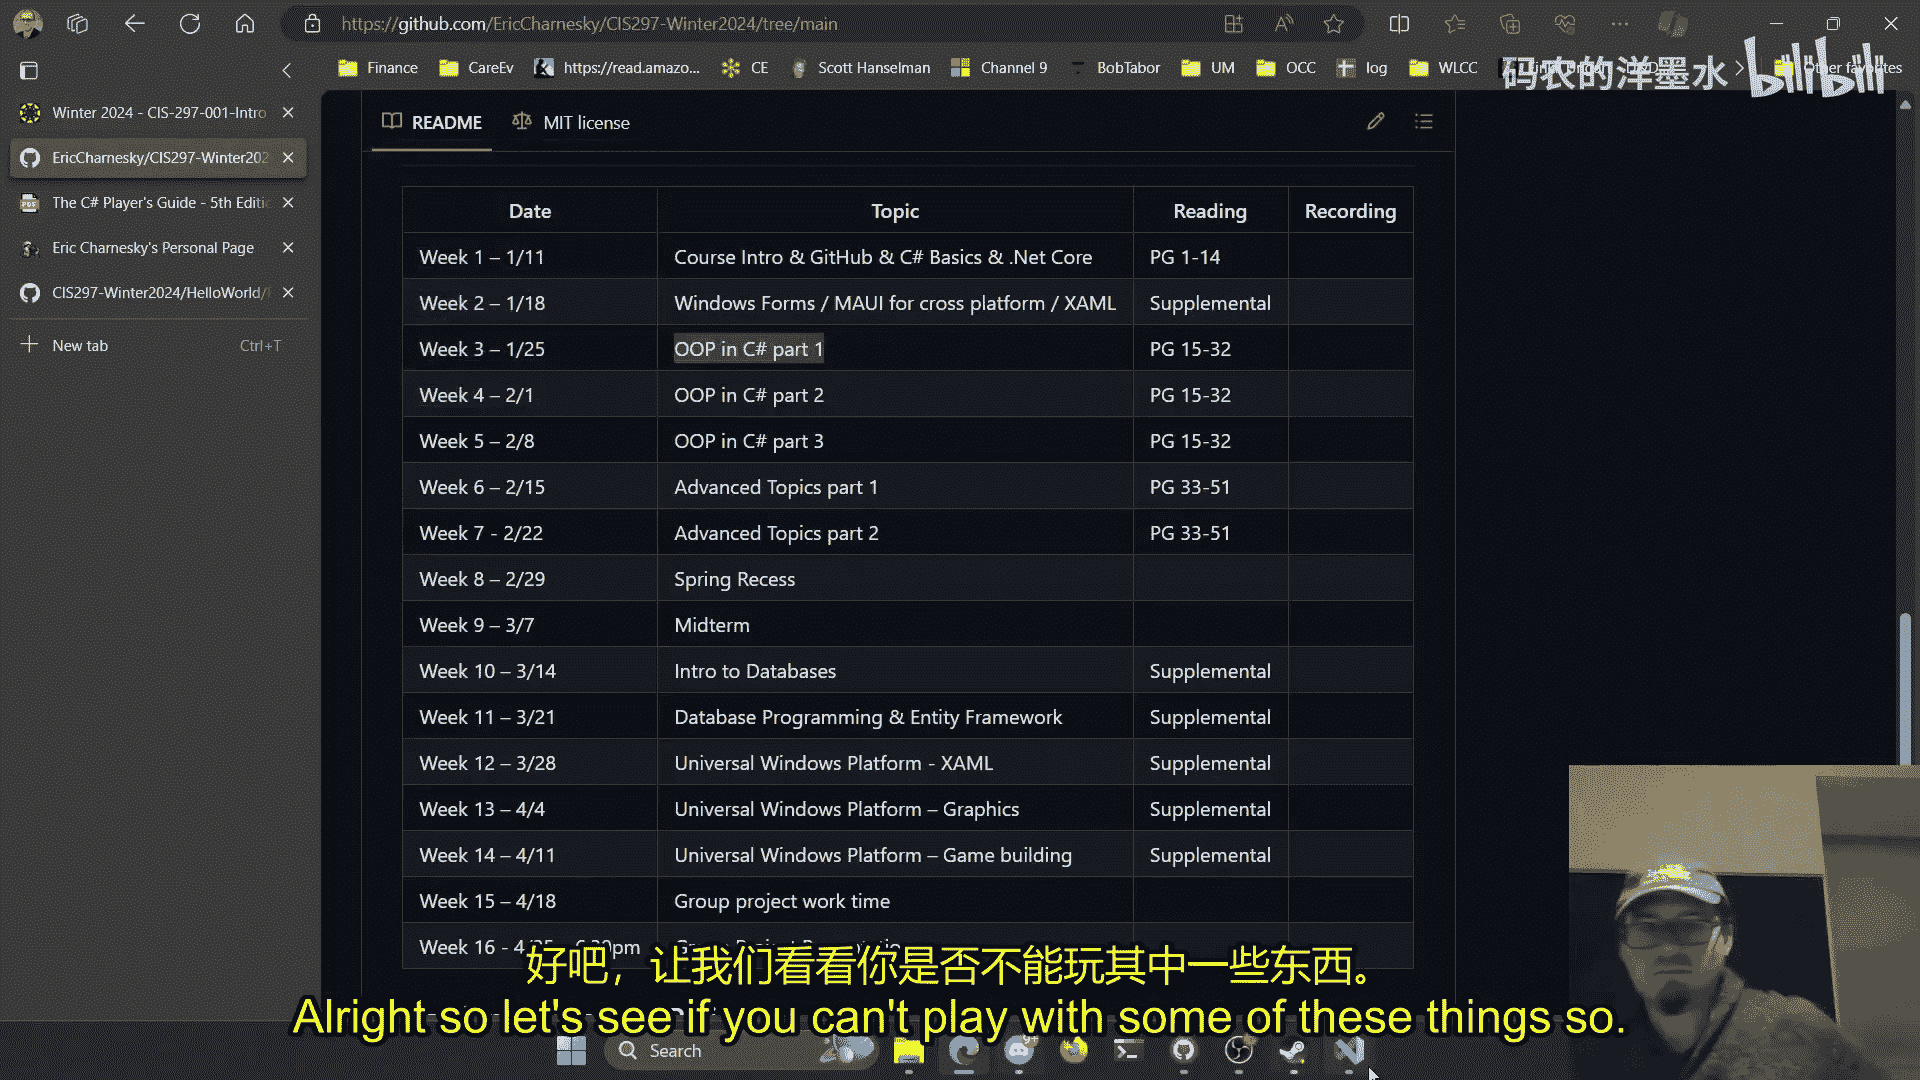 https://github.com/EricCharnesky/CIS297-Winter2024/tree/main
Finance
CareEv
https://read.amazo...
CE
Scott Hanselman
Channel 9
BobTabor
UM
OCC
log
WLCC
Other favorites
码农的洋墨水
bilibili
Winter 2024 - CIS-297-001-Intro
EricCharnesky/CIS297-Winter202
The C# Player's Guide - 5th Editi
Eric Charnesky's Personal Page
CIS297-Winter2024/HelloWorld/
New tab Ctrl+T
README MIT license
Date Topic Reading Recording
Week 1 – 1/11 Course Intro & GitHub & C# Basics & .Net Core PG 1-14
Week 2 – 1/18 Windows Forms / MAUI for cross platform / XAML Supplemental
Week 3 – 1/25 OOP in C# part 1 PG 15-32
Week 4 – 2/1 OOP in C# part 2 PG 15-32
Week 5 – 2/8 OOP in C# part 3 PG 15-32
Week 6 – 2/15 Advanced Topics part 1 PG 33-51
Week 7 - 2/22 Advanced Topics part 2 PG 33-51
Week 8 – 2/29 Spring Recess
Week 9 – 3/7 Midterm
Week 10 – 3/14 Intro to Databases Supplemental
Week 11 – 3/21 Database Programming & Entity Framework Supplemental
Week 12 – 3/28 Universal Windows Platform - XAML Supplemental
Week 13 – 4/4 Universal Windows Platform – Graphics Supplemental
Week 14 – 4/11 Universal Windows Platform – Game building Supplemental
Week 15 – 4/18 Group project work time
Week 16 -
好吧，让我们看看你是否不能玩其中一些东西。
Alright so let's see if you can't play with some of these things so.
Search